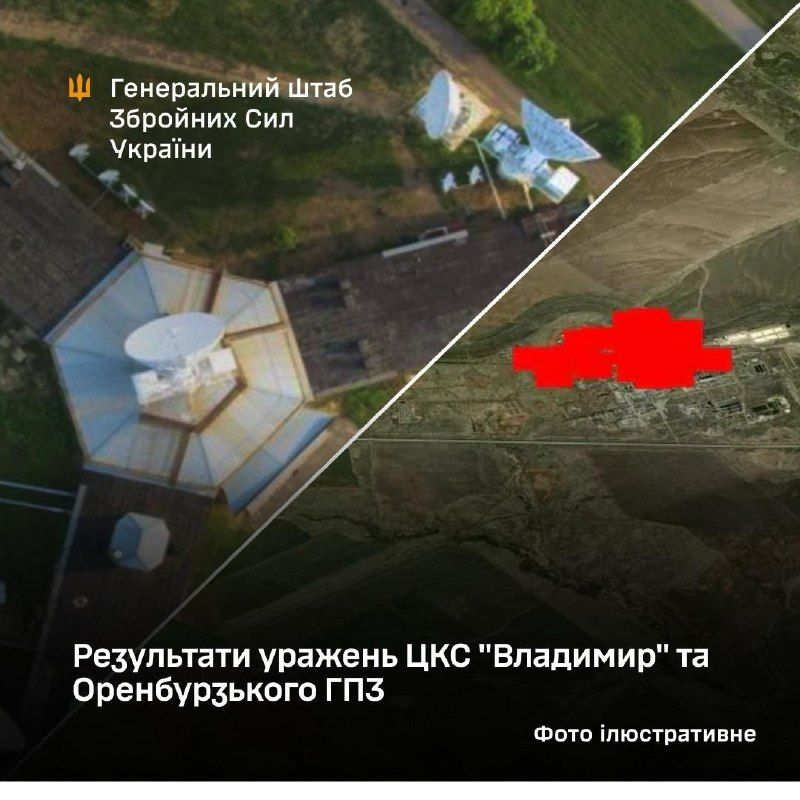 Генеральний Штаб
Збройних Сил
України
Результати уражень ЦКС "Владимир" та
Оренбурзького ГПЗ
Фото ілюстративне